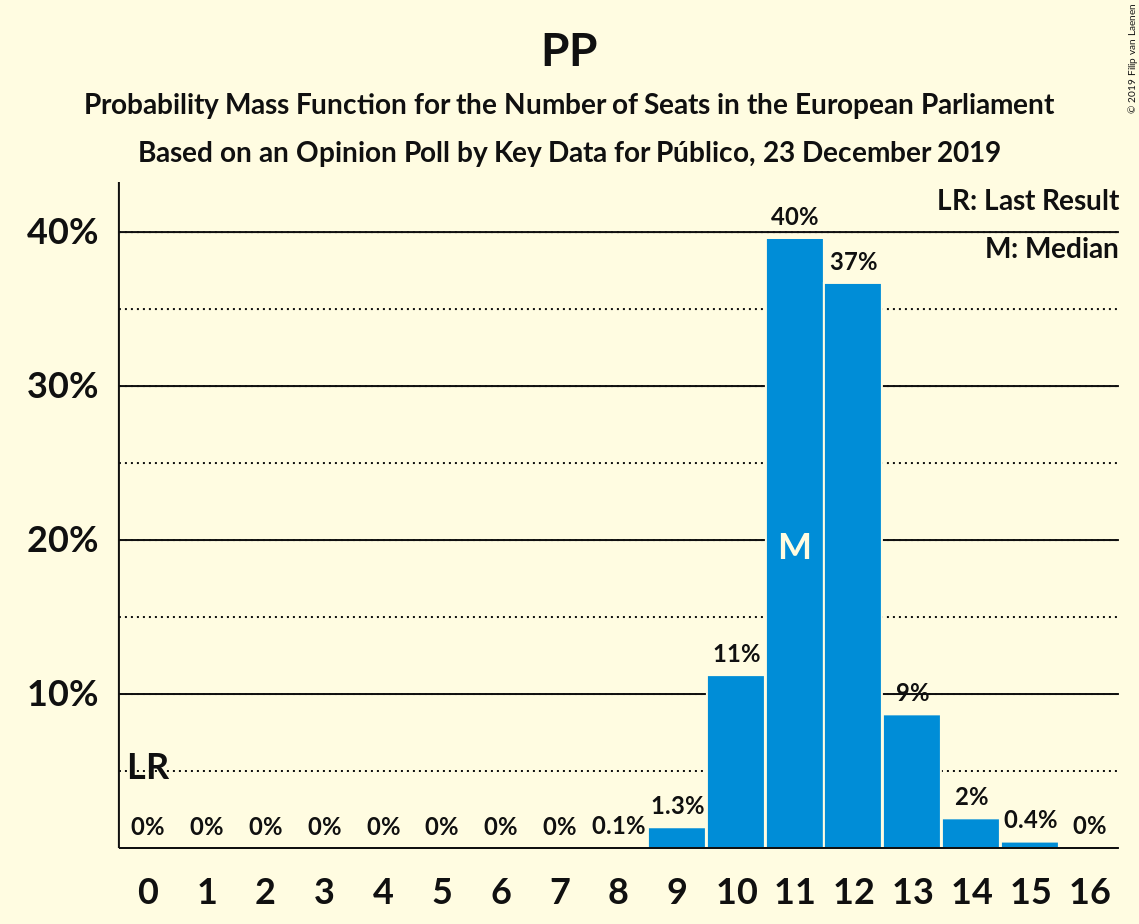 PP
Probability Mass Function for the Number of Seats in the European Parliament
Based on an Opinion Poll by Key Data for Público, 23 December 2019
© 2019 Filip van Laenen
LR: Last Result
M: Median
40%
30%
20%
10%
LR
M
0% 0% 0% 0% 0% 0% 0% 0% 0.1% 1.3% 11% 40% 37% 9% 2% 0.4% 0%
0 1 2 3 4 5 6 7 8 9 10 11 12 13 14 15 16